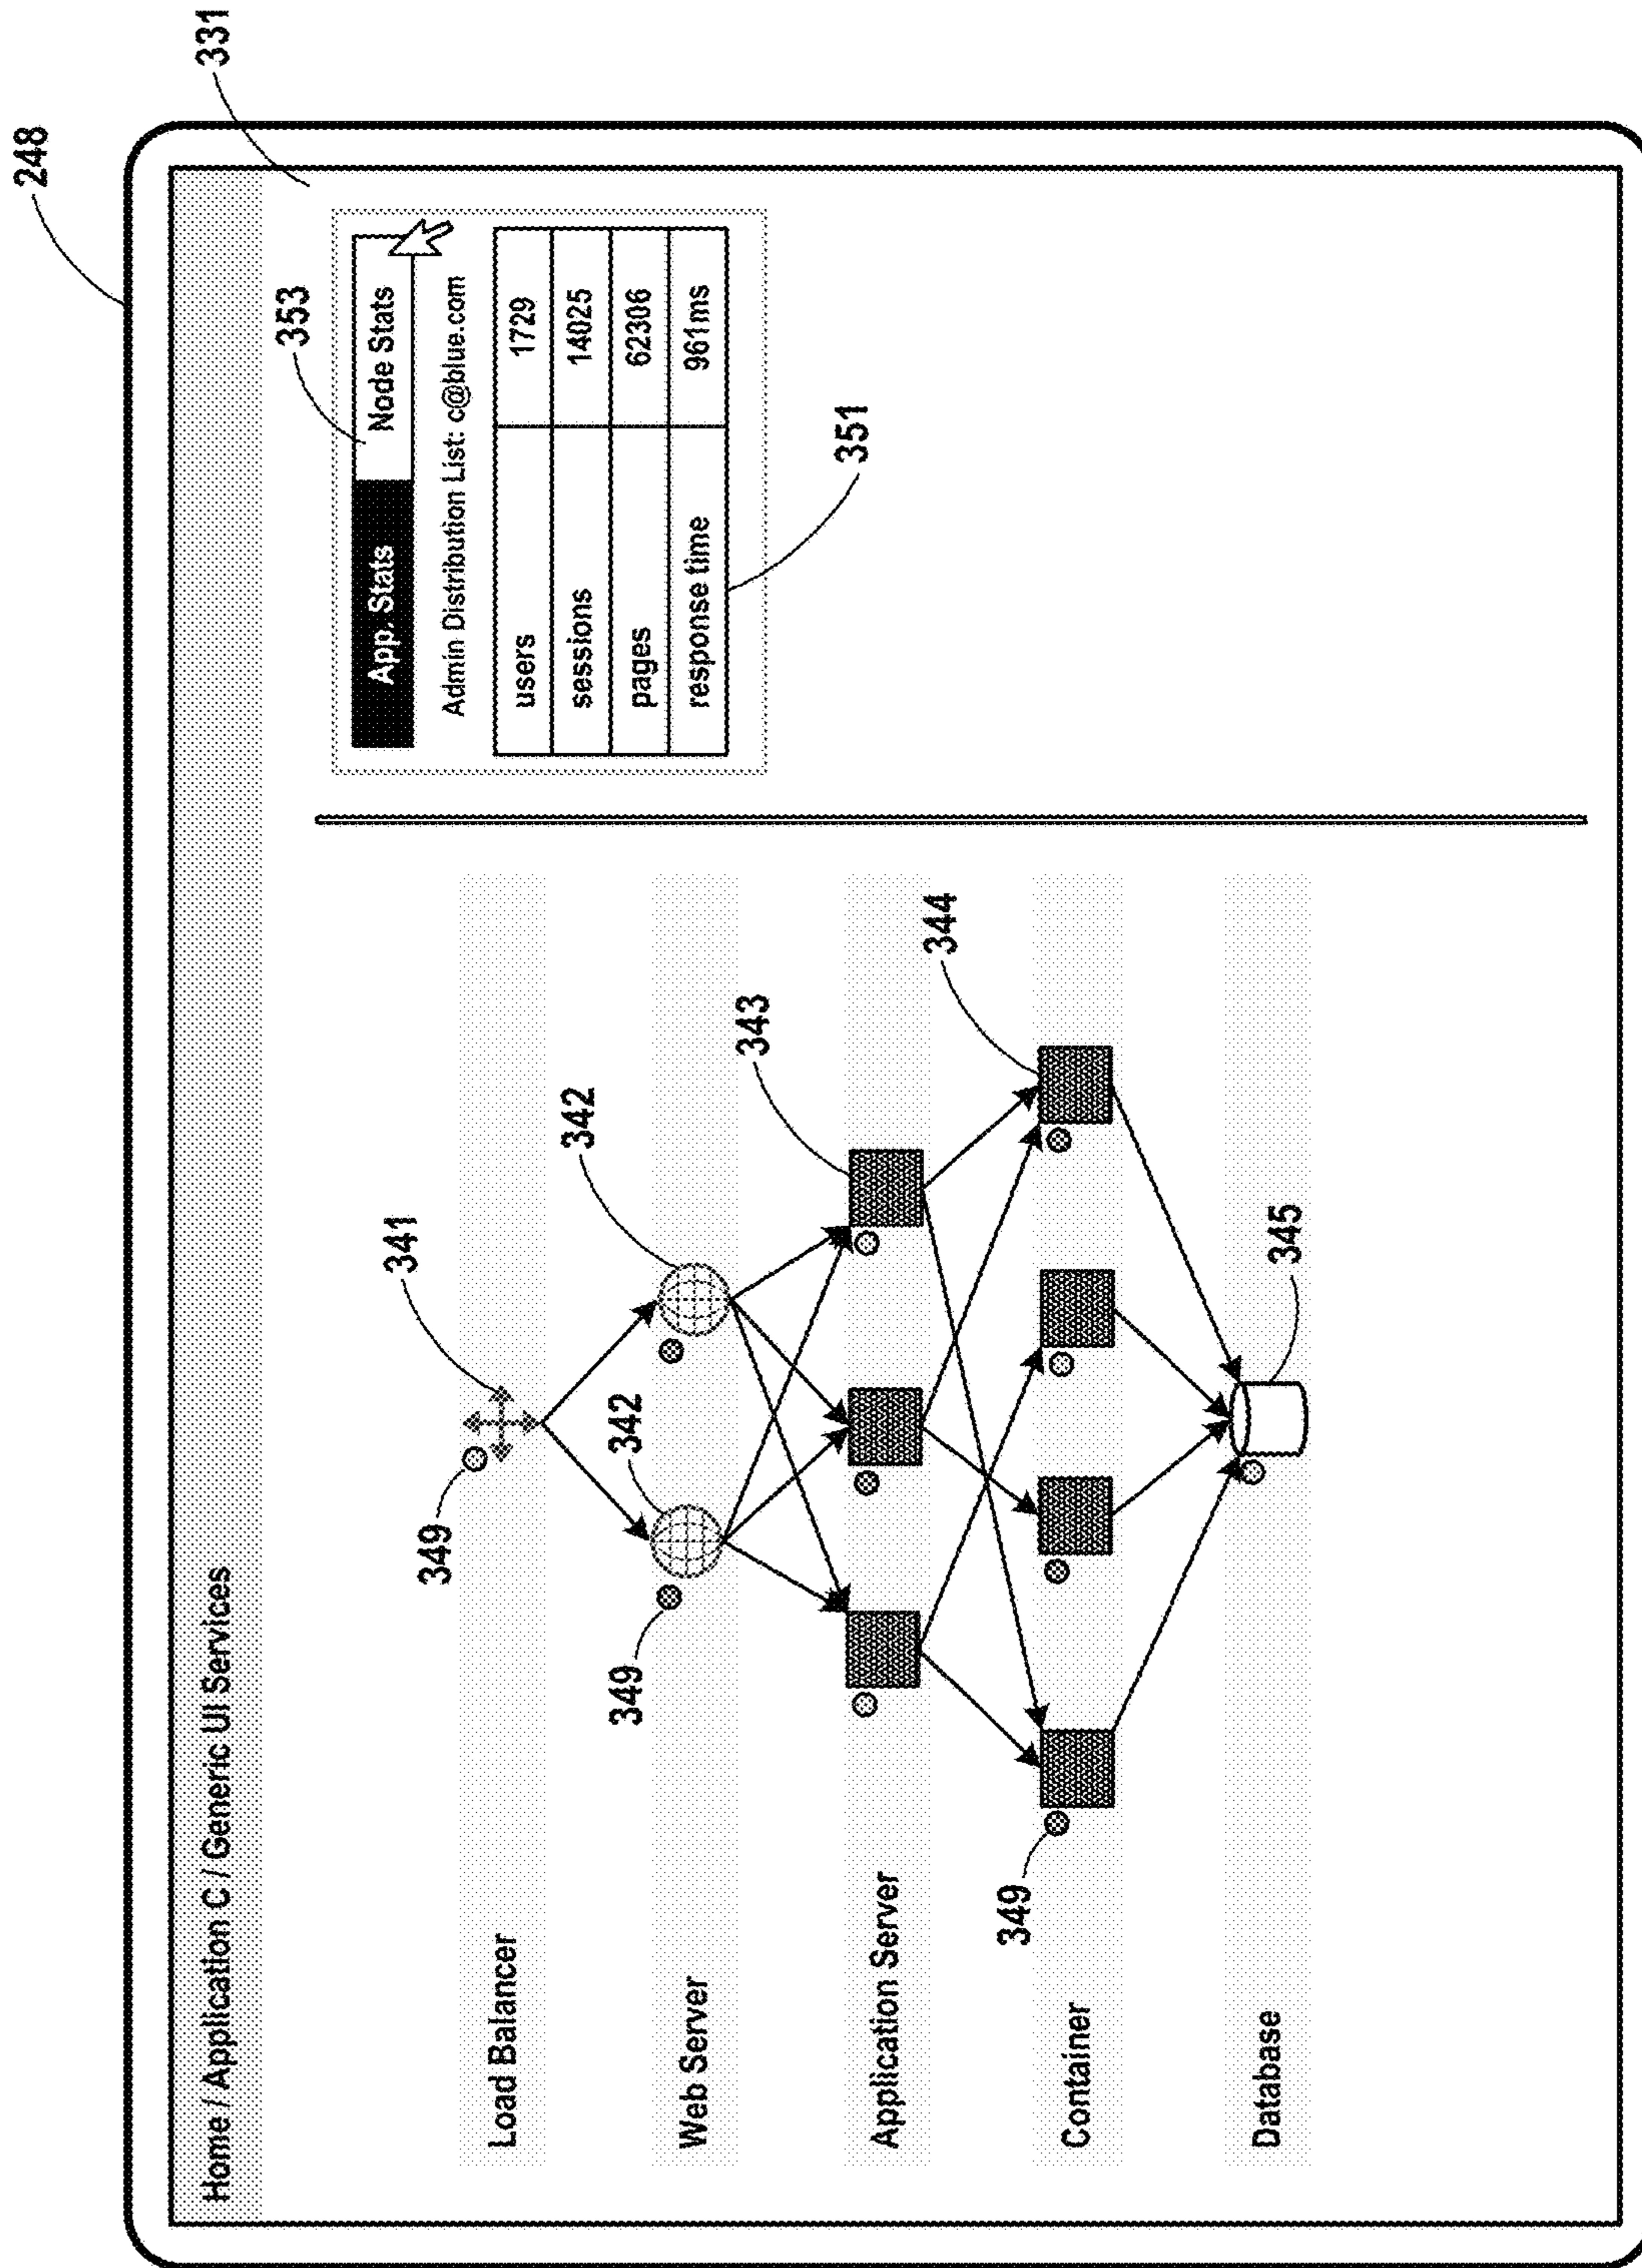 248
331
Home / Application C / Generic UI Services
353
App. Stats
Node Stats
Admin Distribution List: c@blue.com
users 1729
sessions 14025
pages 62306
response time 961ms
351
341
349
Load Balancer
342
342
349
Web Server
343
Application Server
344
349
Container
345
Database